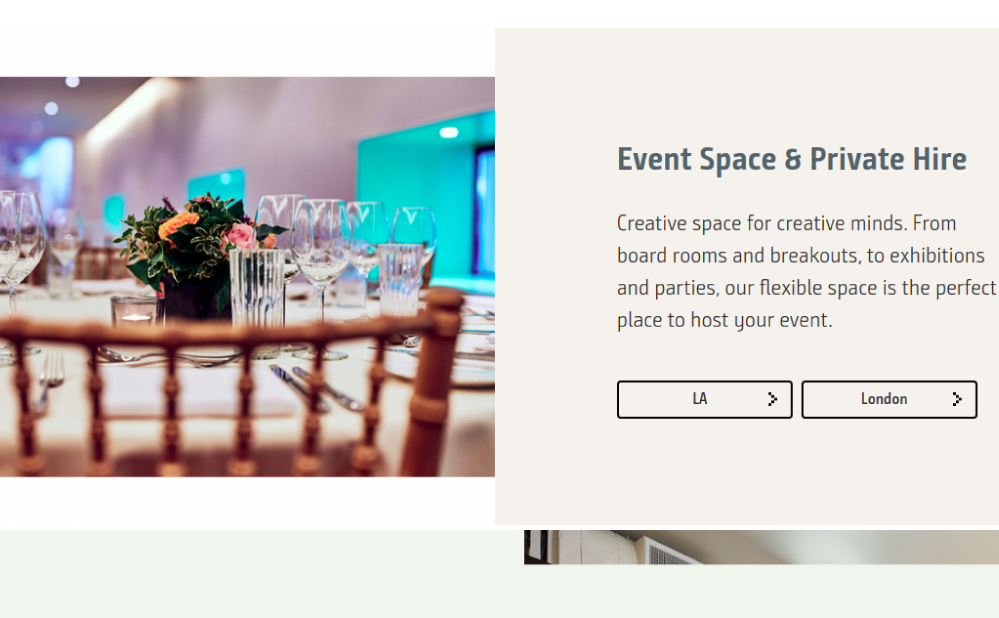 Event Space & Private Hire
Creative space for creative minds. From
board rooms and breakouts, to exhibitions
and parties, our flexible space is the perfect
place to host your event.
LA
London